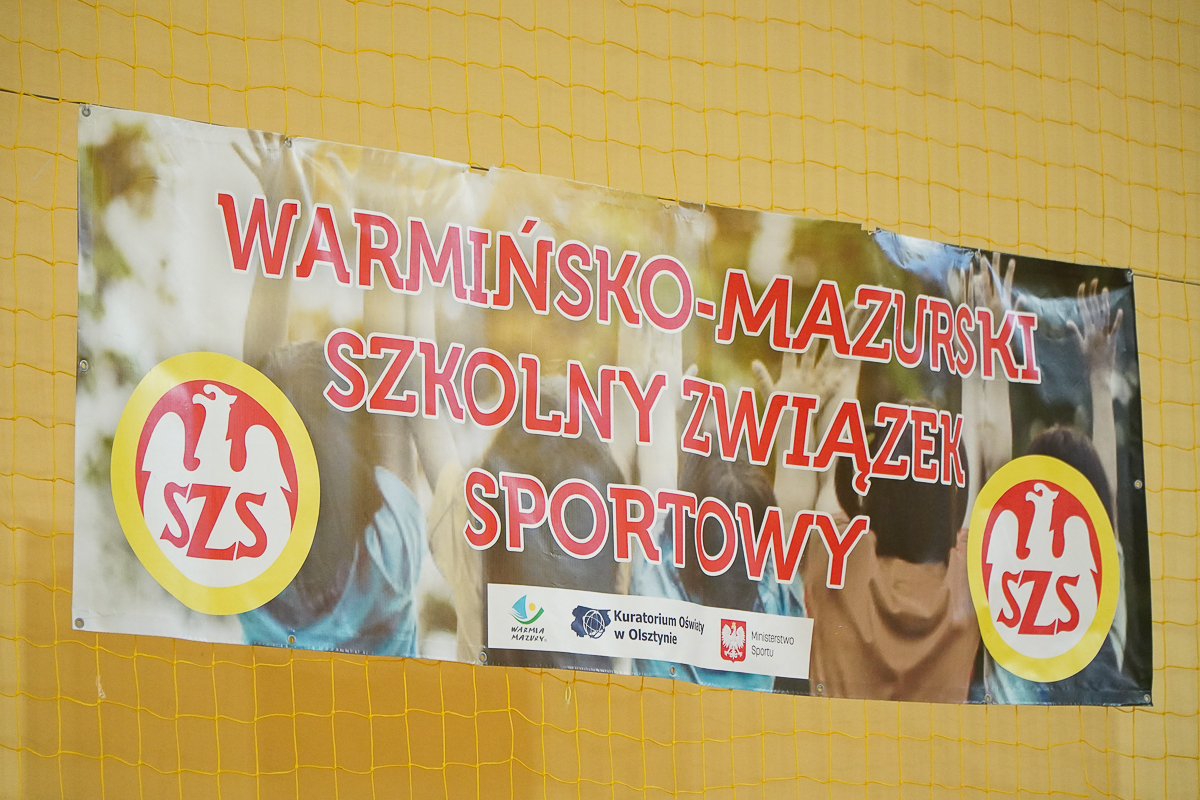 WARMIŃSKO-MAZURSKI
SZKOLNY ZWIĄZEK
SPORTOWY
SZS
SZS
WARMIA
MAZURY
Kuratorium Oświaty
w Olsztynie
Ministerstwo
Sportu